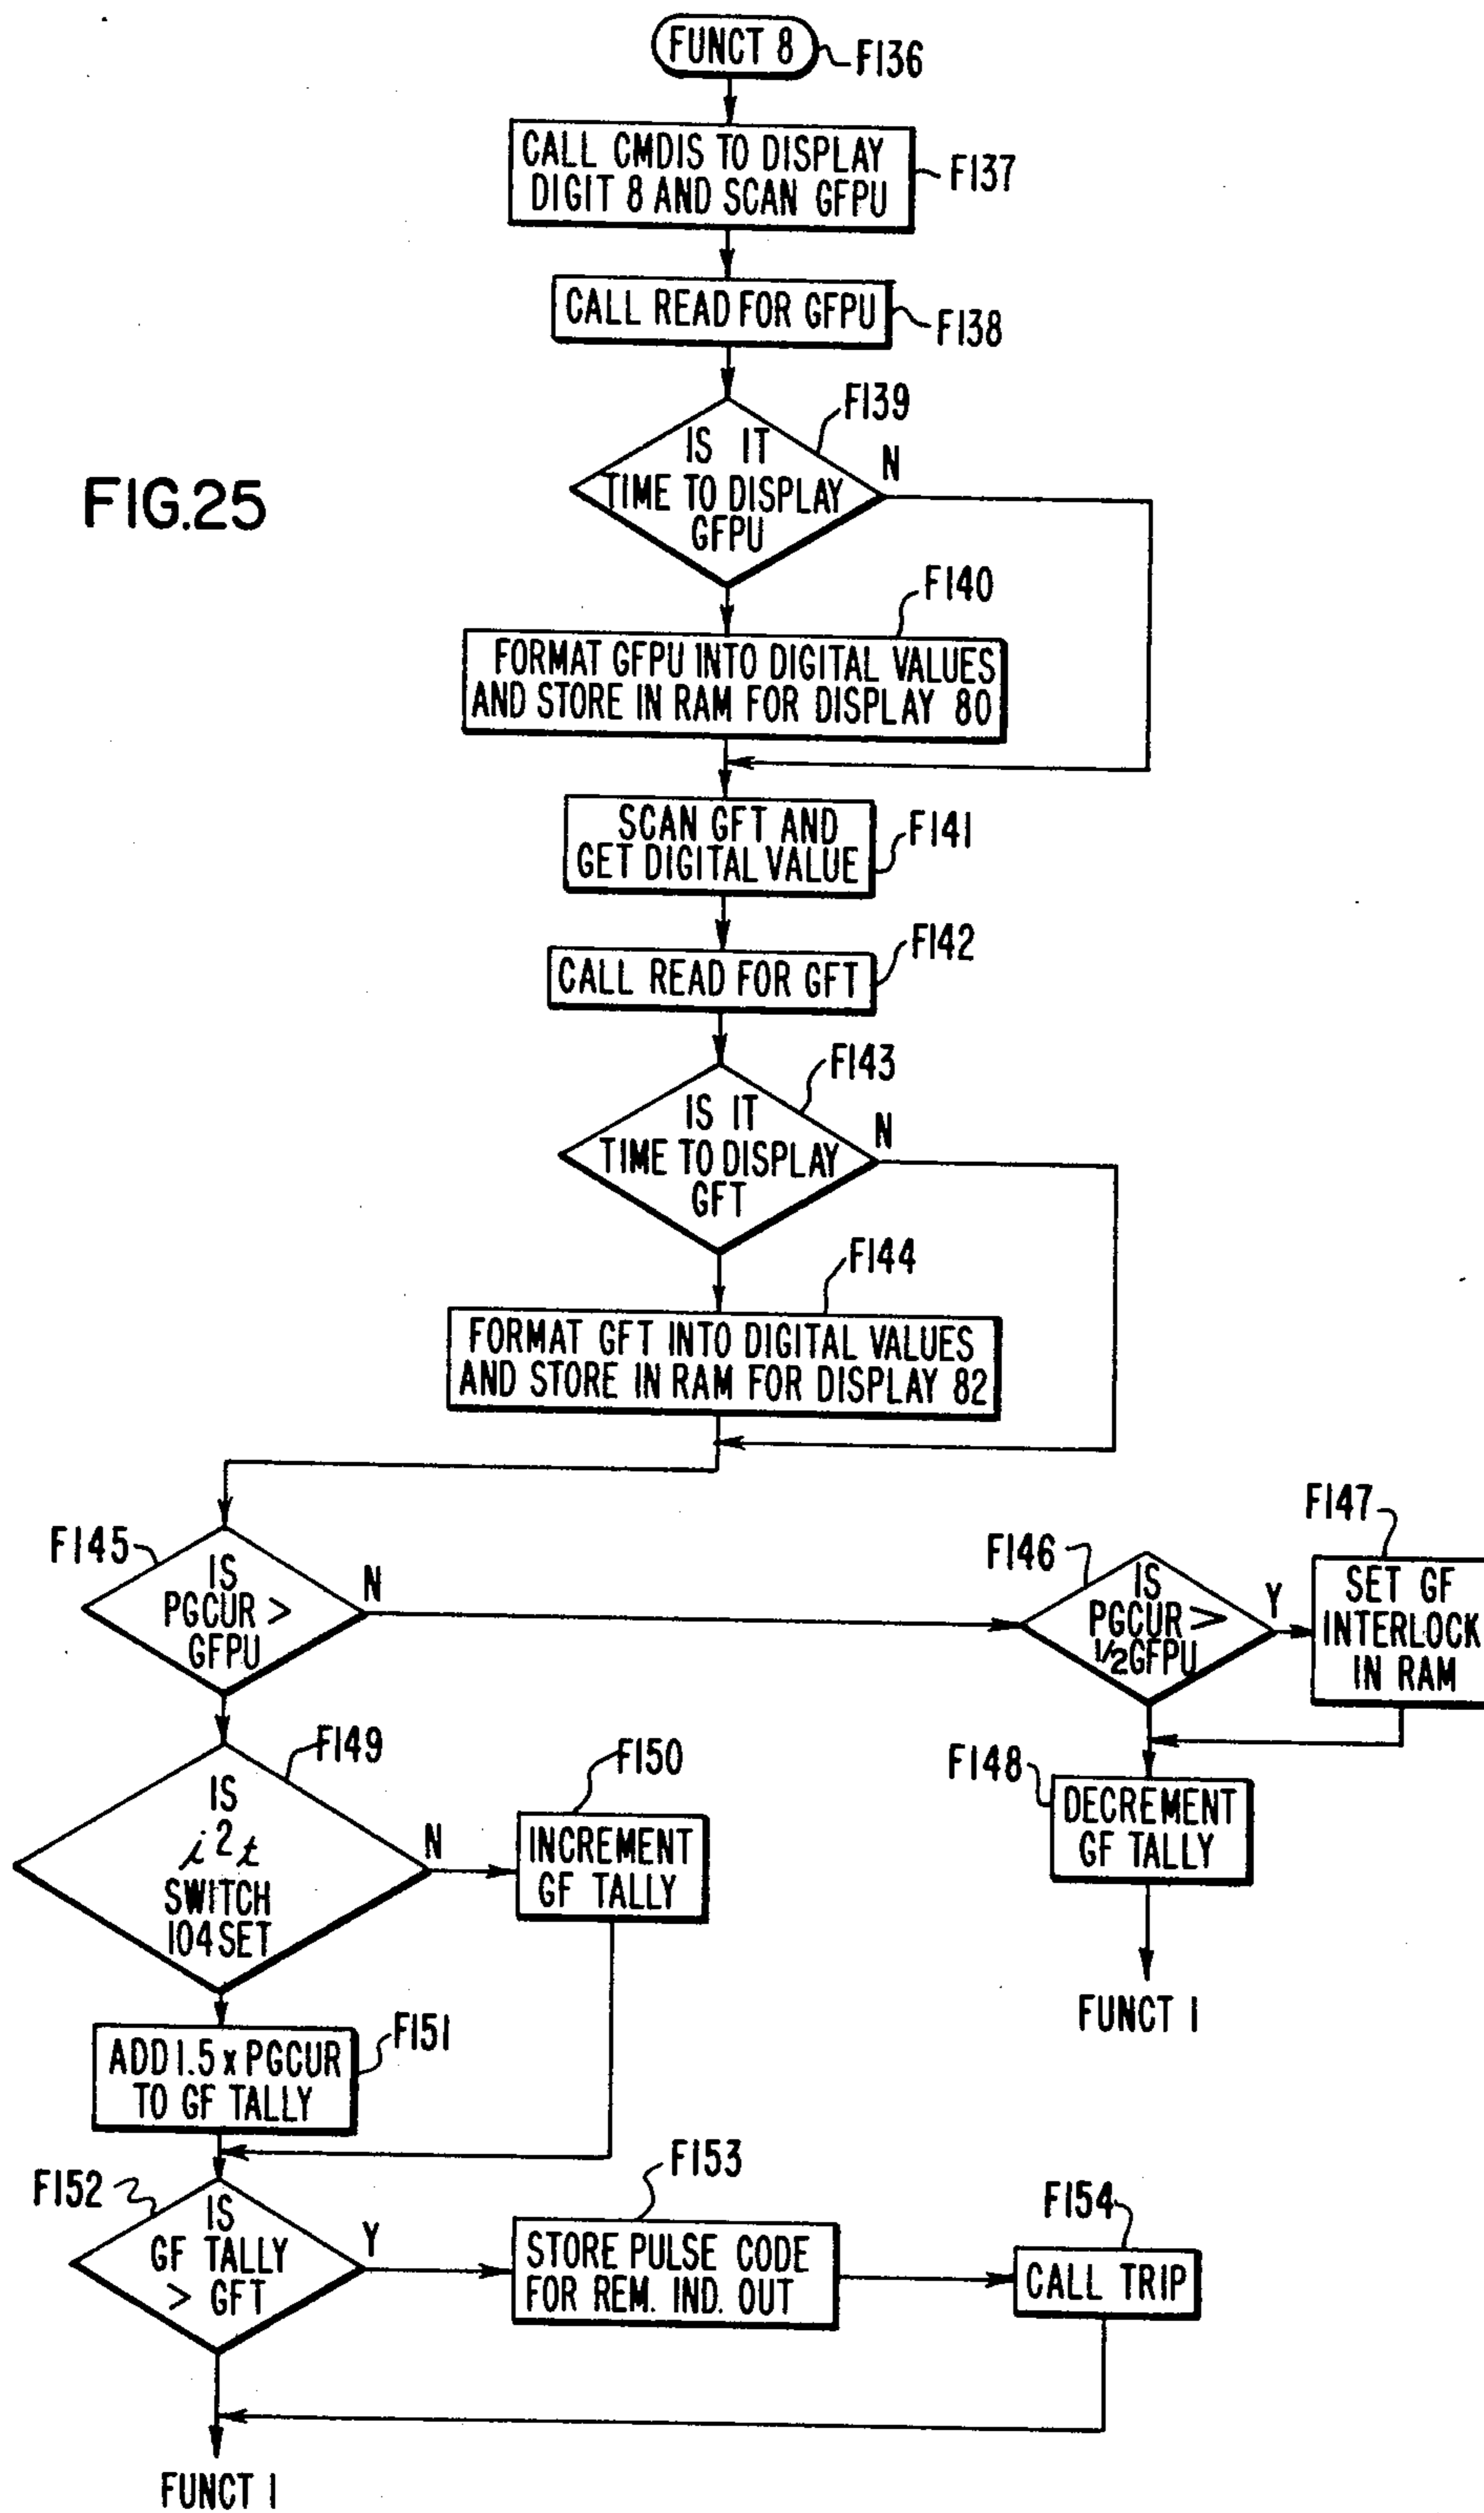 FUNCT 8
F136
CALL CMDIS TO DISPLAY
DIGIT 8 AND SCAN GFPU
F137
CALL READ FOR GFPU
F138
F139
IS IT
TIME TO DISPLAY
GFPU
N
FIG.25
F140
FORMAT GFPU INTO DIGITAL VALUES
AND STORE IN RAM FOR DISPLAY 80
SCAN GFT AND
GET DIGITAL VALUE
F141
F142
CALL READ FOR GFT
F143
IS IT
TIME TO DISPLAY
GFT
N
F144
FORMAT GFT INTO DIGITAL VALUES
AND STORE IN RAM FOR DISPLAY 82
F145
IS
PGCUR >
GFPU
N
F146
IS
PGCUR >
1/2GFPU
Y
F147
SET GF
INTERLOCK
IN RAM
F148
DECREMENT
GF TALLY
FUNCT 1
F149
IS
i²t
SWITCH
104 SET
N
F150
INCREMENT
GF TALLY
F151
ADD 1.5 x PGCUR
TO GF TALLY
F152
IS
GF TALLY
> GFT
Y
F153
STORE PULSE CODE
FOR REM. IND. OUT
F154
CALL TRIP
FUNCT 1